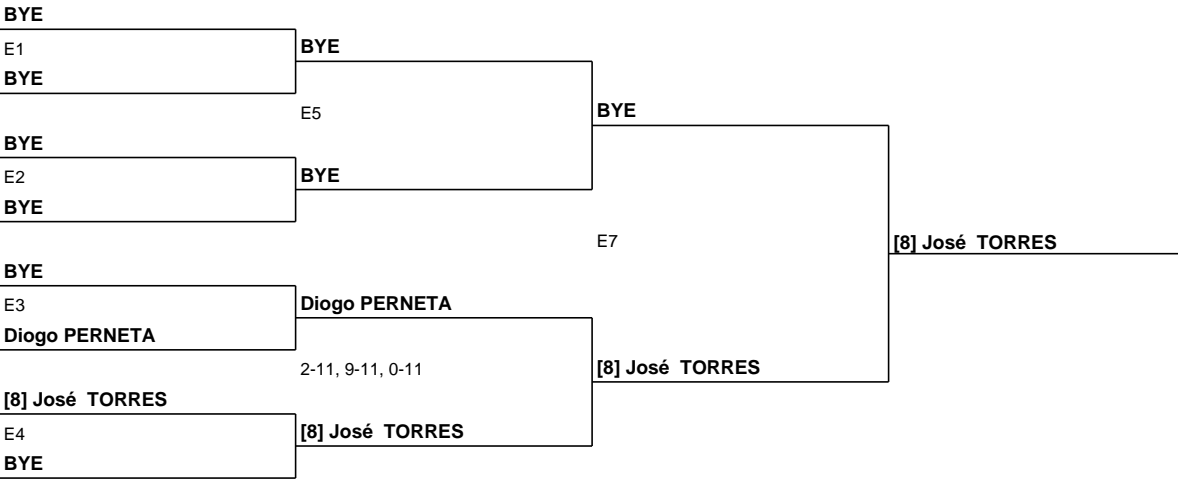 BYE
E1
BYE
BYE
BYE
E5
BYE
BYE
E2
BYE
BYE
E7
[8] José TORRES
BYE
E3
Diogo PERNETA
Diogo PERNETA
2-11, 9-11, 0-11
[8] José TORRES
[8] José TORRES
E4
[8] José TORRES
BYE